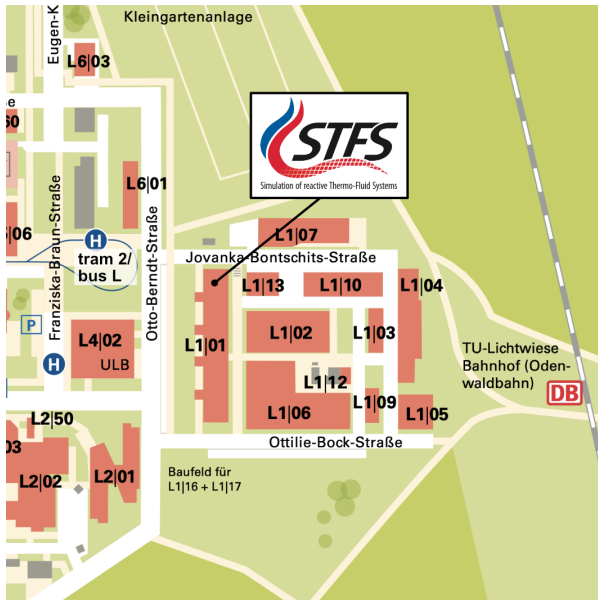 Kleingartenanlage
Eugen-K
L6|03
60
STFS
Simulation of reactive Thermo-Fluid Systems
L6|01
Franziska-Braun-Straße
Otto-Berndt-Straße
06
H
tram 2/
bus L
L1|07
Jovanka-Bontschits-Straße
L1|13
L1|10
L1|04
P
L4|02
ULB
H
L1|01
L1|02
L1|03
TU-Lichtwiese
Bahnhof (Oden-
waldbahn)
DB
L1|12
L1|09
L1|06
L1|05
L2|50
Ottilie-Bock-Straße
03
L2|02
L2|01
Baufeld für
L1|16 + L1|17